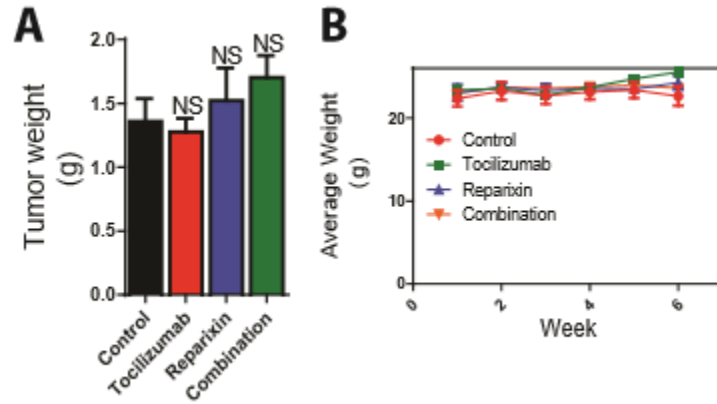 A
Tumor weight
(g)
2.0
1.5
1.0
0.5
0.0
NS
NS
NS
Control
Tocilizumab
Reparixin
Combination
B
Average Weight
(g)
20
10
0
Control
Tocilizumab
Reparixin
Combination
0
2
4
6
Week